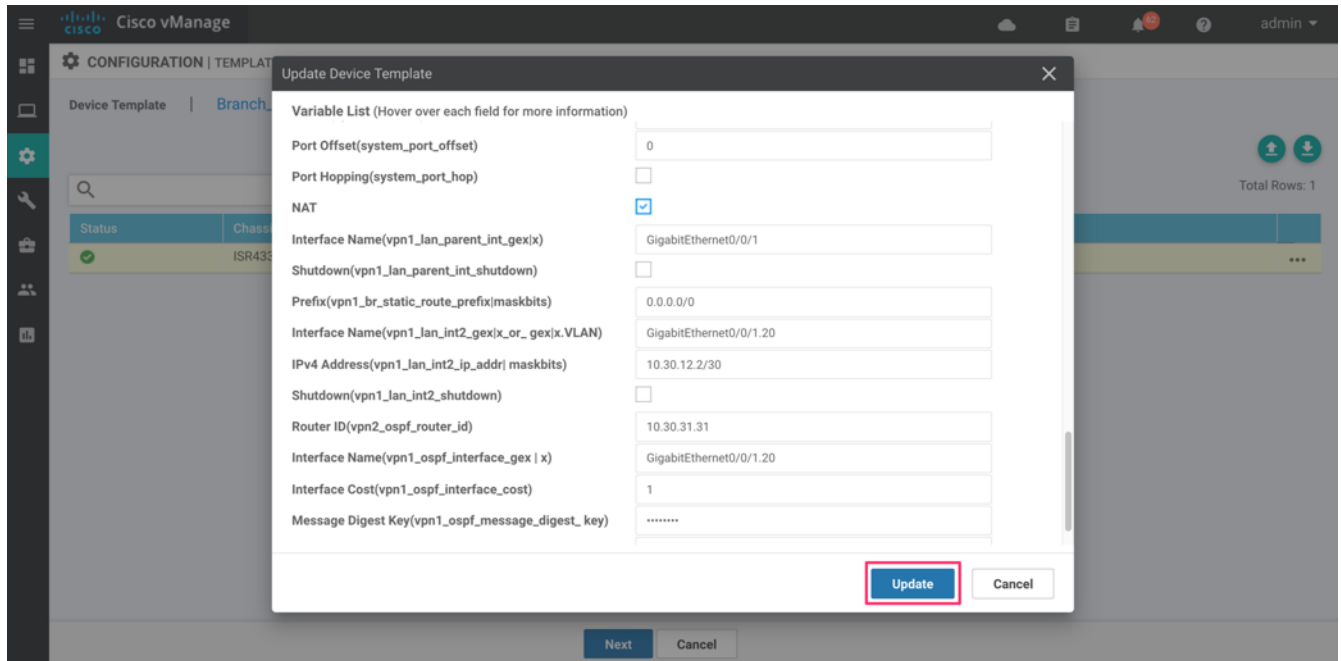 cisco Cisco vManage
62
admin
CONFIGURATION | TEMPLAT
Update Device Template
Device Template | Branch_
Variable List (Hover over each field for more information)
Port Offset(system_port_offset) 0
Port Hopping(system_port_hop)
Total Rows: 1
NAT
Status Chassi
Interface Name(vpn1_lan_parent_int_gex|x) GigabitEthernet0/0/1
ISR433
Shutdown(vpn1_lan_parent_int_shutdown)
Prefix(vpn1_br_static_route_prefix|maskbits) 0.0.0.0/0
Interface Name(vpn1_lan_int2_gex|x_or_ gex|x.VLAN) GigabitEthernet0/0/1.20
IPv4 Address(vpn1_lan_int2_ip_addr| maskbits) 10.30.12.2/30
Shutdown(vpn1_lan_int2_shutdown)
Router ID(vpn2_ospf_router_id) 10.30.31.31
Interface Name(vpn1_ospf_interface_gex | x) GigabitEthernet0/0/1.20
Interface Cost(vpn1_ospf_interface_cost) 1
Message Digest Key(vpn1_ospf_message_digest_ key) ••••••••
Update Cancel
Next Cancel